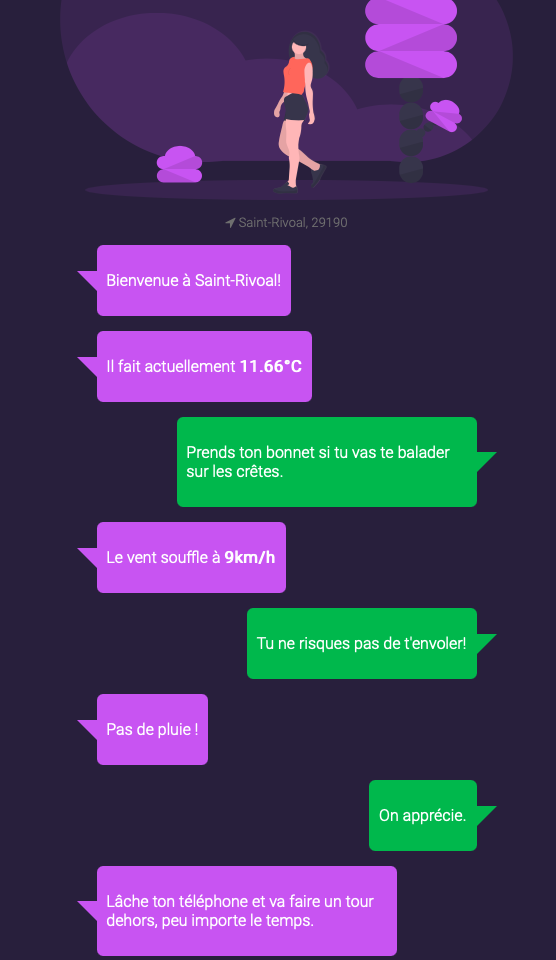 Saint-Rivoal, 29190
Bienvenue à Saint-Rivoal!
Il fait actuellement 11.66°C
Prends ton bonnet si tu vas te balader
sur les crêtes.
Le vent souffle à 9km/h
Tu ne risques pas de t'envoler!
Pas de pluie !
On apprécie.
Lâche ton téléphone et va faire un tour
dehors, peu importe le temps.